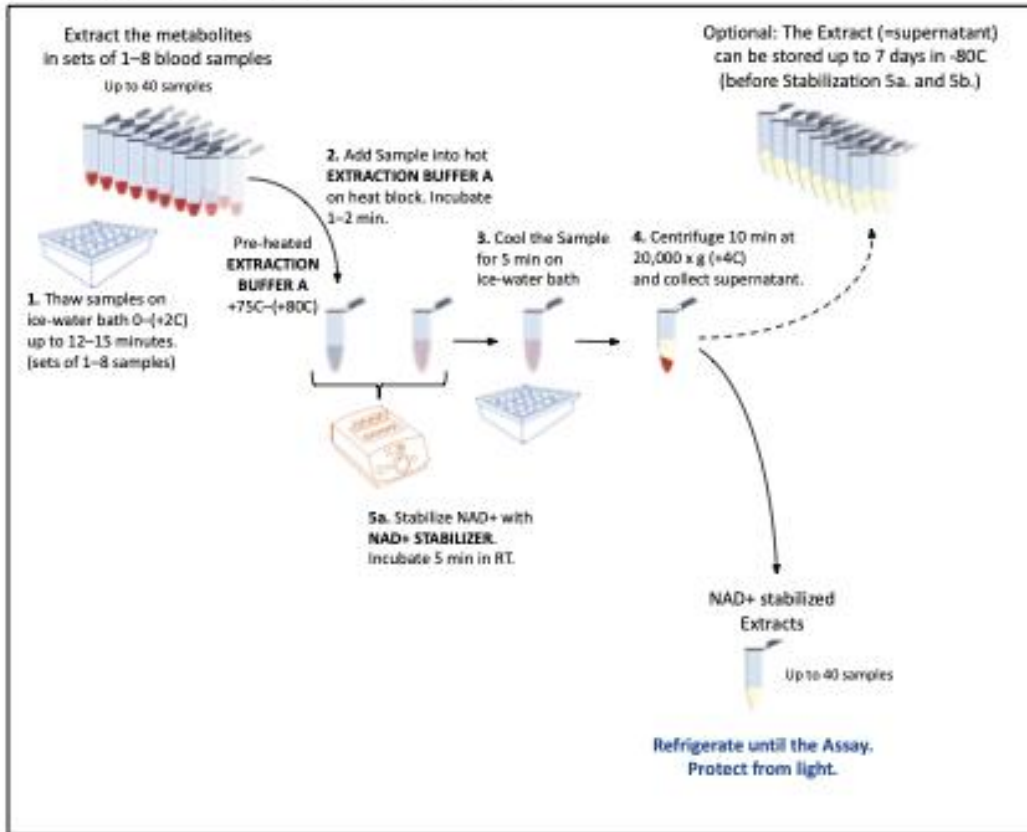 Extract the metabolites
in sets of 1–8 blood samples
Up to 40 samples
Optional: The Extract (=supernatant)
can be stored up to 7 days in -80C
(before Stabilization 5a. and 5b.)
1. Thaw samples on
ice-water bath 0–(+2C)
up to 12–15 minutes.
(sets of 1–8 samples)
2. Add Sample into hot
EXTRACTION BUFFER A
on heat block. Incubate
1–2 min.
Pre-heated
EXTRACTION
BUFFER A
+75C–(+80C)
3. Cool the Sample
for 5 min on
ice-water bath
4. Centrifuge 10 min at
20,000 x g (+4C)
and collect supernatant.
5a. Stabilize NAD+ with
NAD+ STABILIZER.
Incubate 5 min in RT.
NAD+ stabilized
Extracts
Up to 40 samples
Refrigerate until the Assay.
Protect from light.